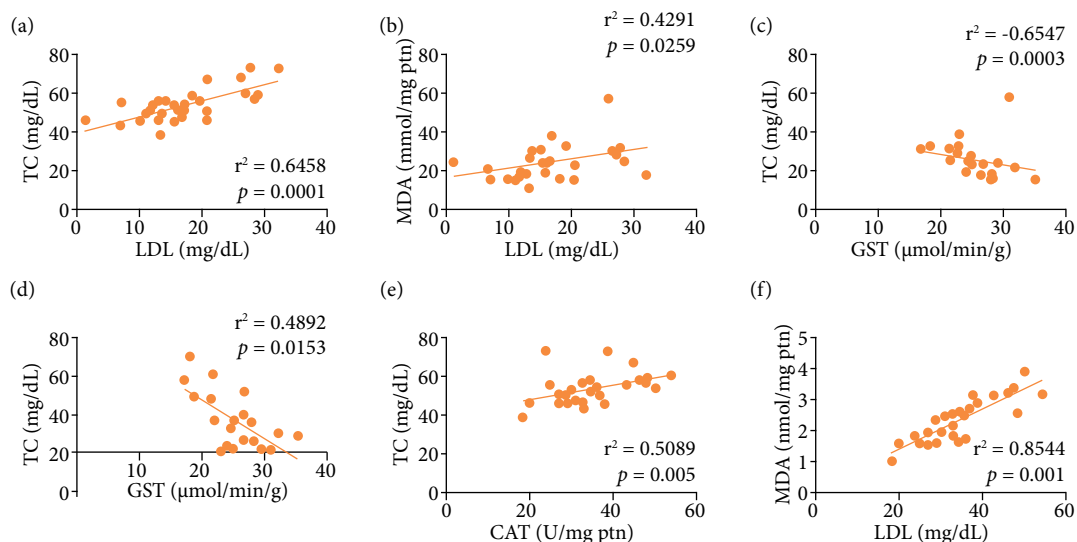 (a)
r² = 0.6458
p = 0.0001
TC (mg/dL)
80
60
40
20
0
0
10
20
30
40
LDL (mg/dL)
(b)
r² = 0.4291
p = 0.0259
MDA (mmol/mg ptn)
80
60
40
20
0
0
10
20
30
40
LDL (mg/dL)
(c)
r² = -0.6547
p = 0.0003
TC (mg/dL)
80
60
40
20
0
0
10
20
30
40
GST (µmol/min/g)
(d)
r² = 0.4892
p = 0.0153
TC (mg/dL)
80
60
40
20
0
10
20
30
40
GST (µmol/min/g)
(e)
r² = 0.5089
p = 0.005
TC (mg/dL)
80
60
40
20
0
0
20
40
60
CAT (U/mg ptn)
(f)
r² = 0.8544
p = 0.001
MDA (nmol/mg ptn)
5
4
3
2
1
0
0
20
40
60
LDL (mg/dL)